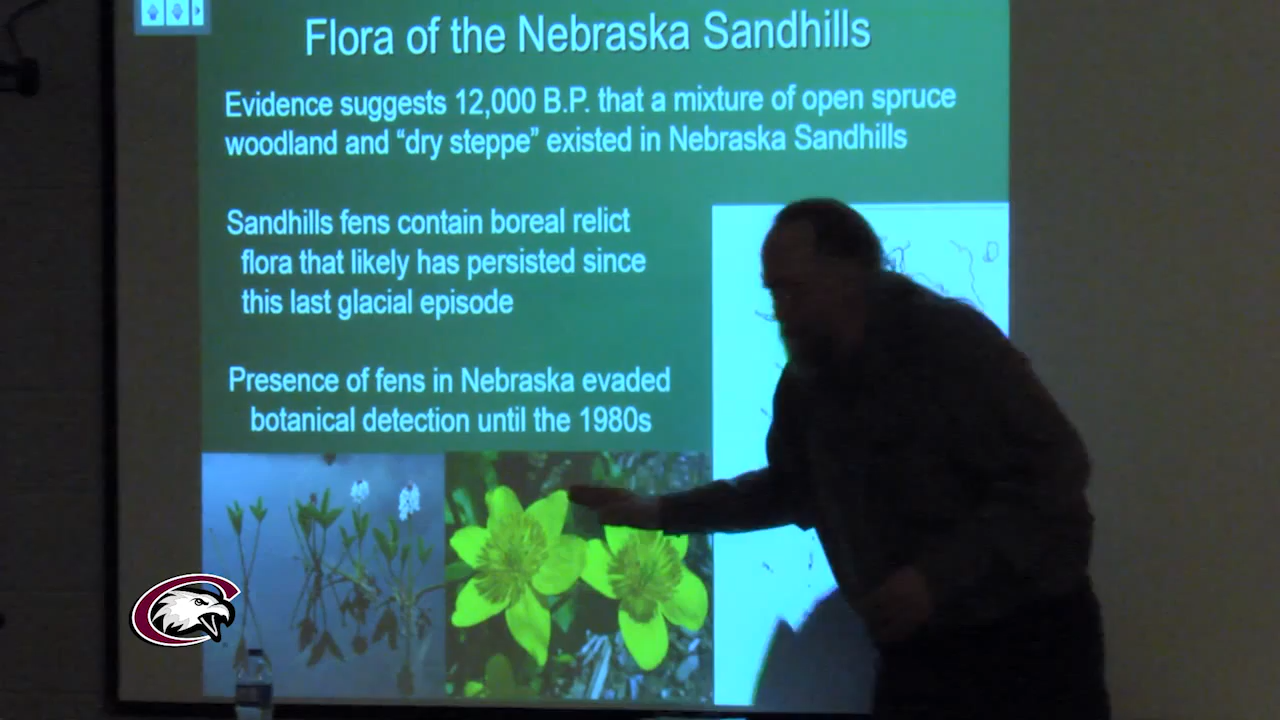 Flora of the Nebraska Sandhills
Evidence suggests 12,000 B.P. that a mixture of open spruce
woodland and “dry steppe” existed in Nebraska Sandhills
Sandhills fens contain boreal relict
flora that likely has persisted since
this last glacial episode
Presence of fens in Nebraska evaded
botanical detection until the 1980s